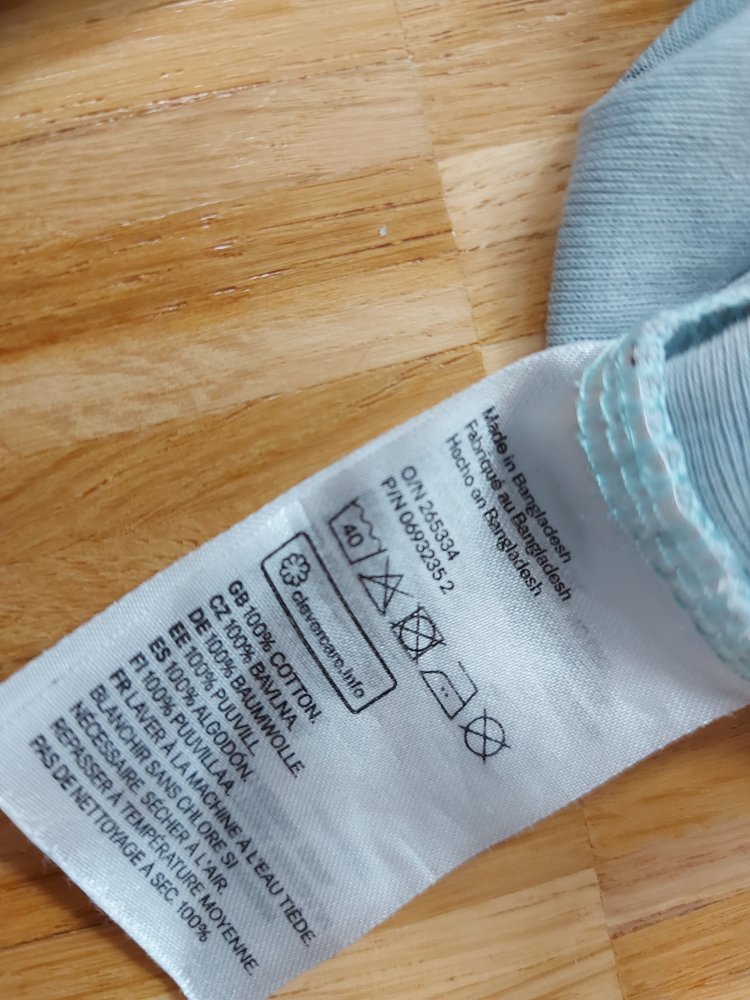 Made in Bangladesh
Fabriqué au Bangladesh
Hecho en Bangladesh
O/N 265334
P/N 0693235 2
40
clevercare.info
GB 100% COTTON.
CZ 100% BAVLNA.
DE 100% BAUMWOLLE.
EE 100% PUUVILL.
ES 100% ALGODÓN.
FI 100% PUUVILLAA.
FR LAVER À LA MACHINE À L'EAU TIÈDE.
BLANCHIR SANS CHLORE SI
NÉCESSAIRE. SÉCHER À L'AIR.
REPASSER À TEMPÉRATURE MOYENNE.
PAS DE NETTOYAGE À SEC. 100%